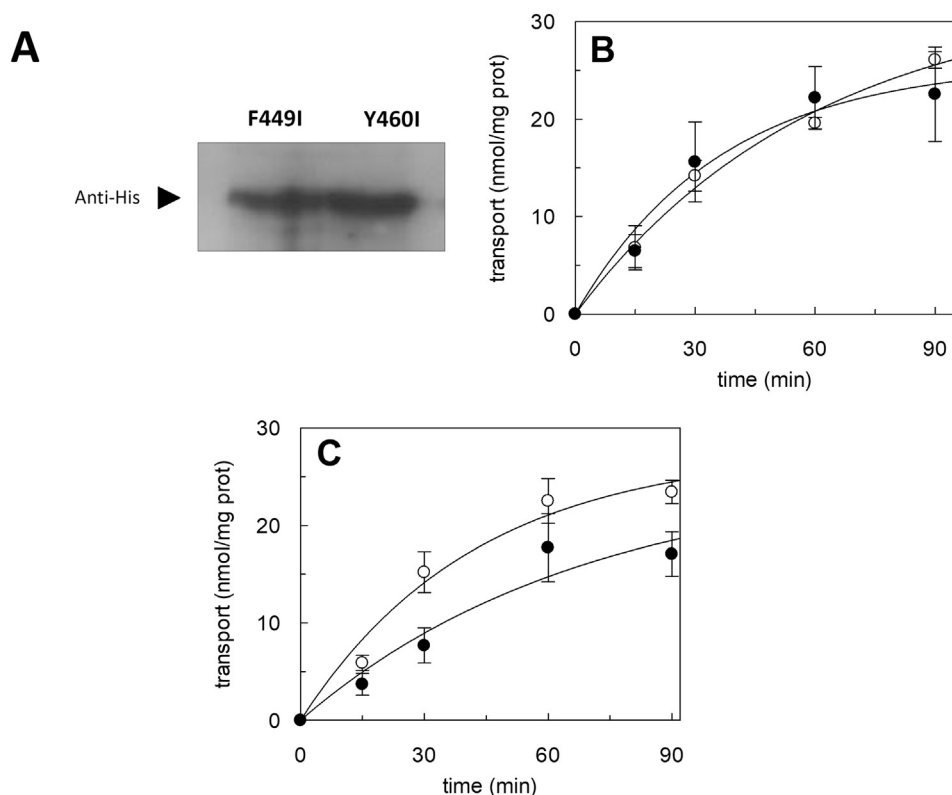 A
F449I Y460I
Anti-His
B
transport (nmol/mg prot)
30
20
10
0
0 30 60 90
time (min)
C
transport (nmol/mg prot)
30
20
10
0
0 30 60 90
time (min)